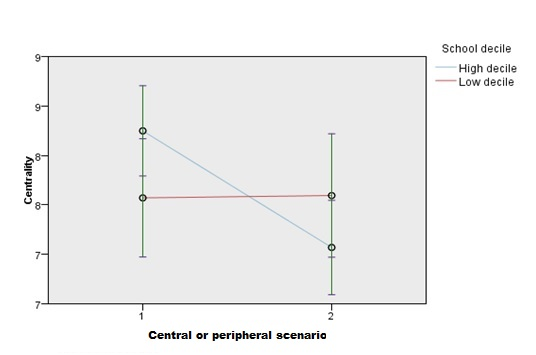 School decile
High decile
Low decile
9
9
8
8
7
7
Centrality
1
2
Central or peripheral scenario